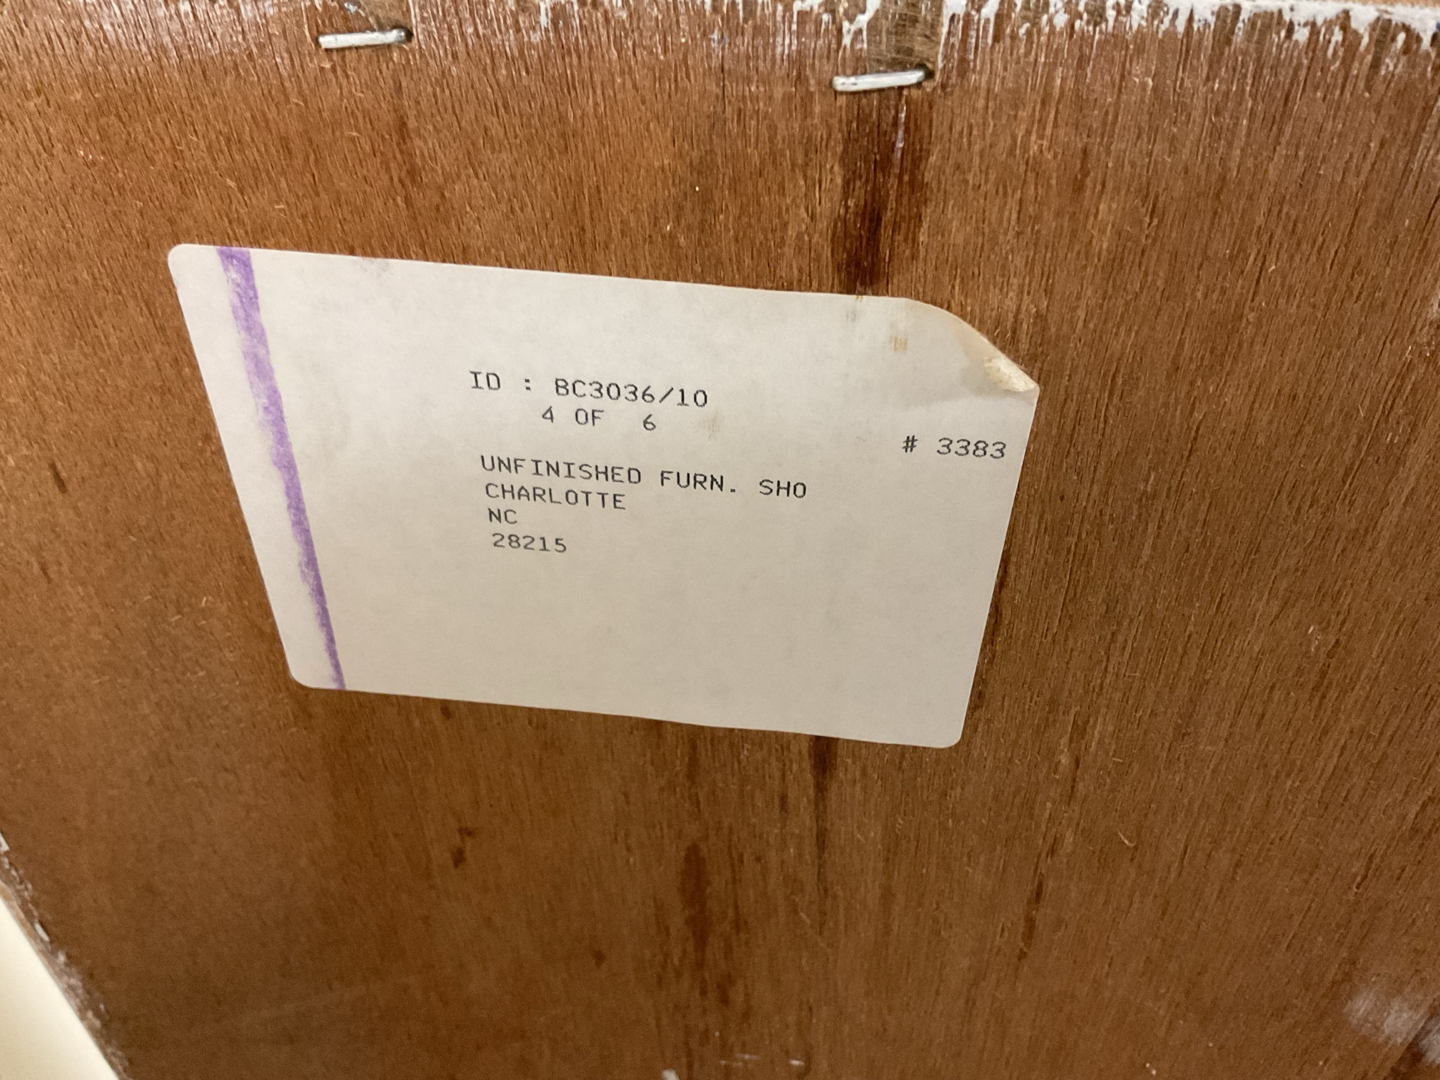 ID : BC3036/10
4 OF 6
# 3383
UNFINISHED FURN. SHO
CHARLOTTE
NC
28215